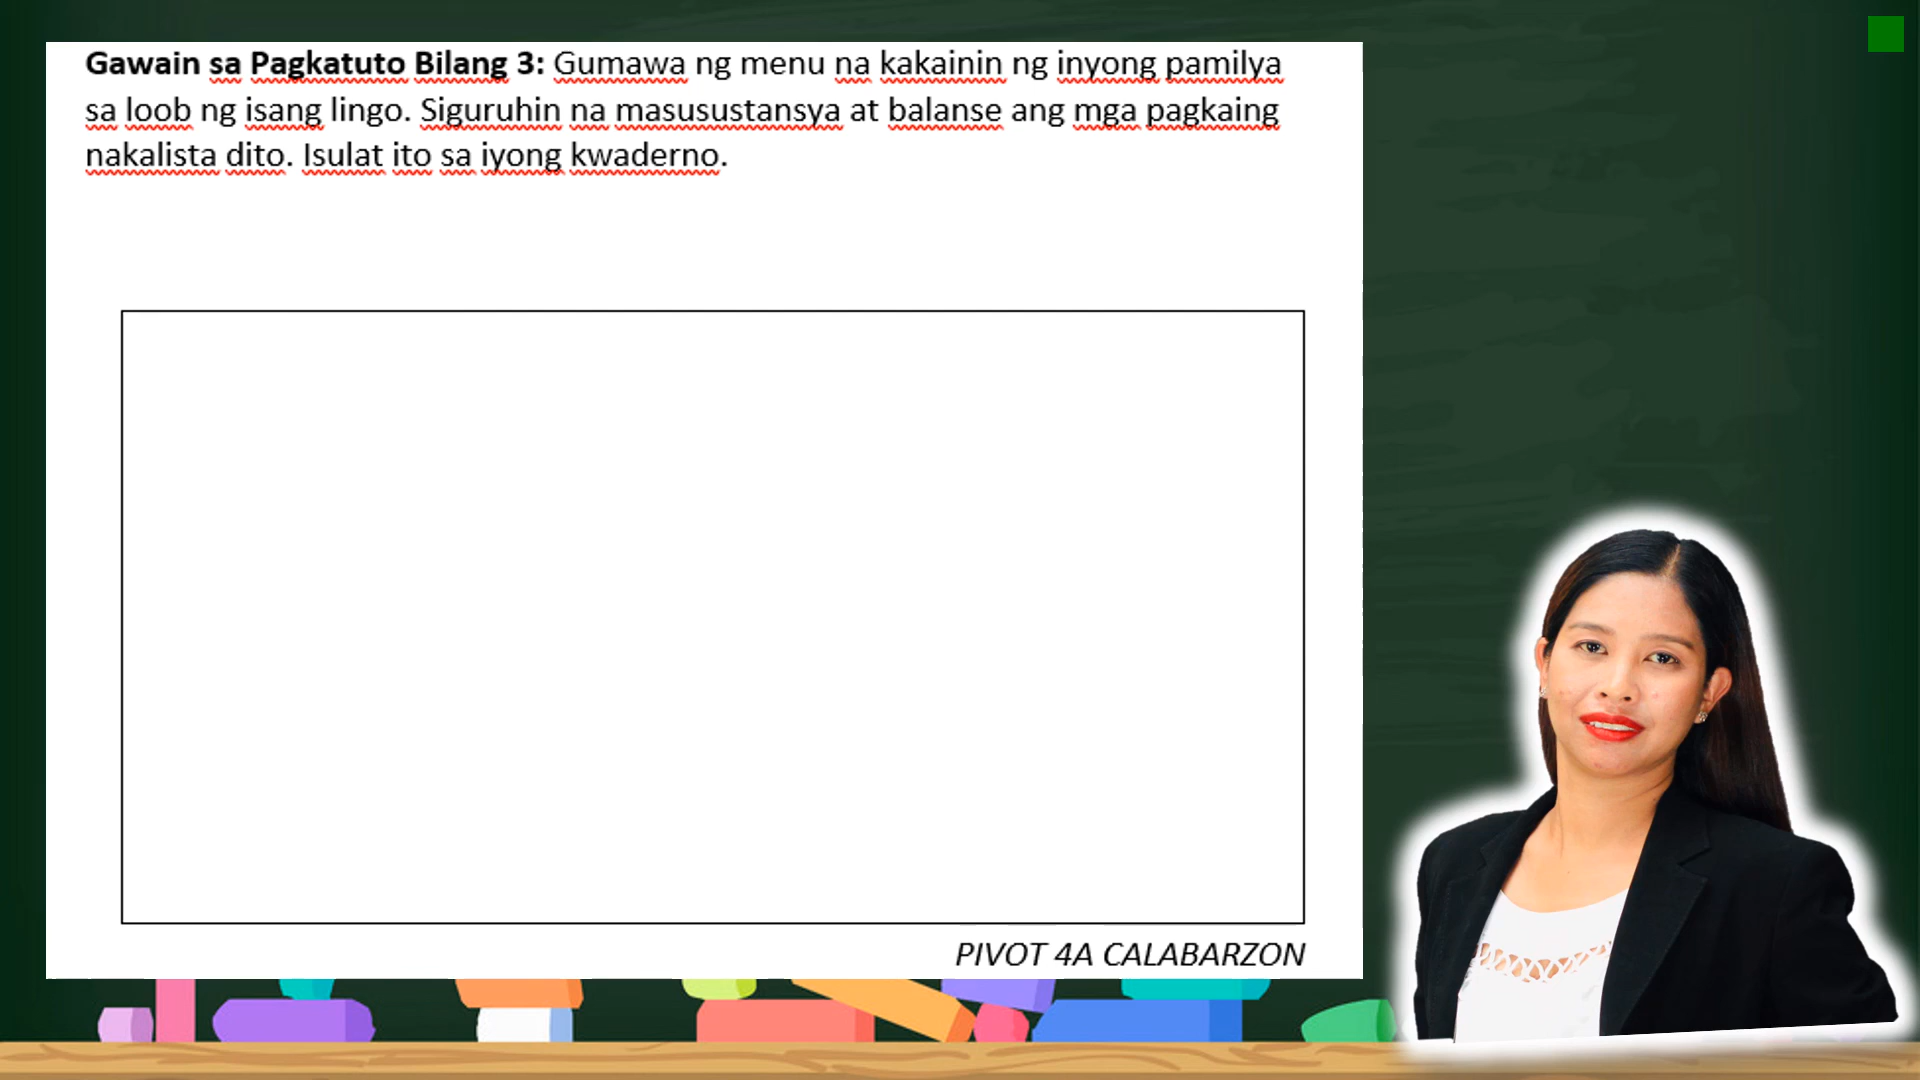 Gawain sa Pagkatuto Bilang 3: Gumawa ng menu na kakainin ng inyong pamilya
sa loob ng isang lingo. Siguruhin na masusustansya at balanse ang mga pagkaing
nakalista dito. Isulat ito sa iyong kwaderno.
PIVOT 4A CALABARZON